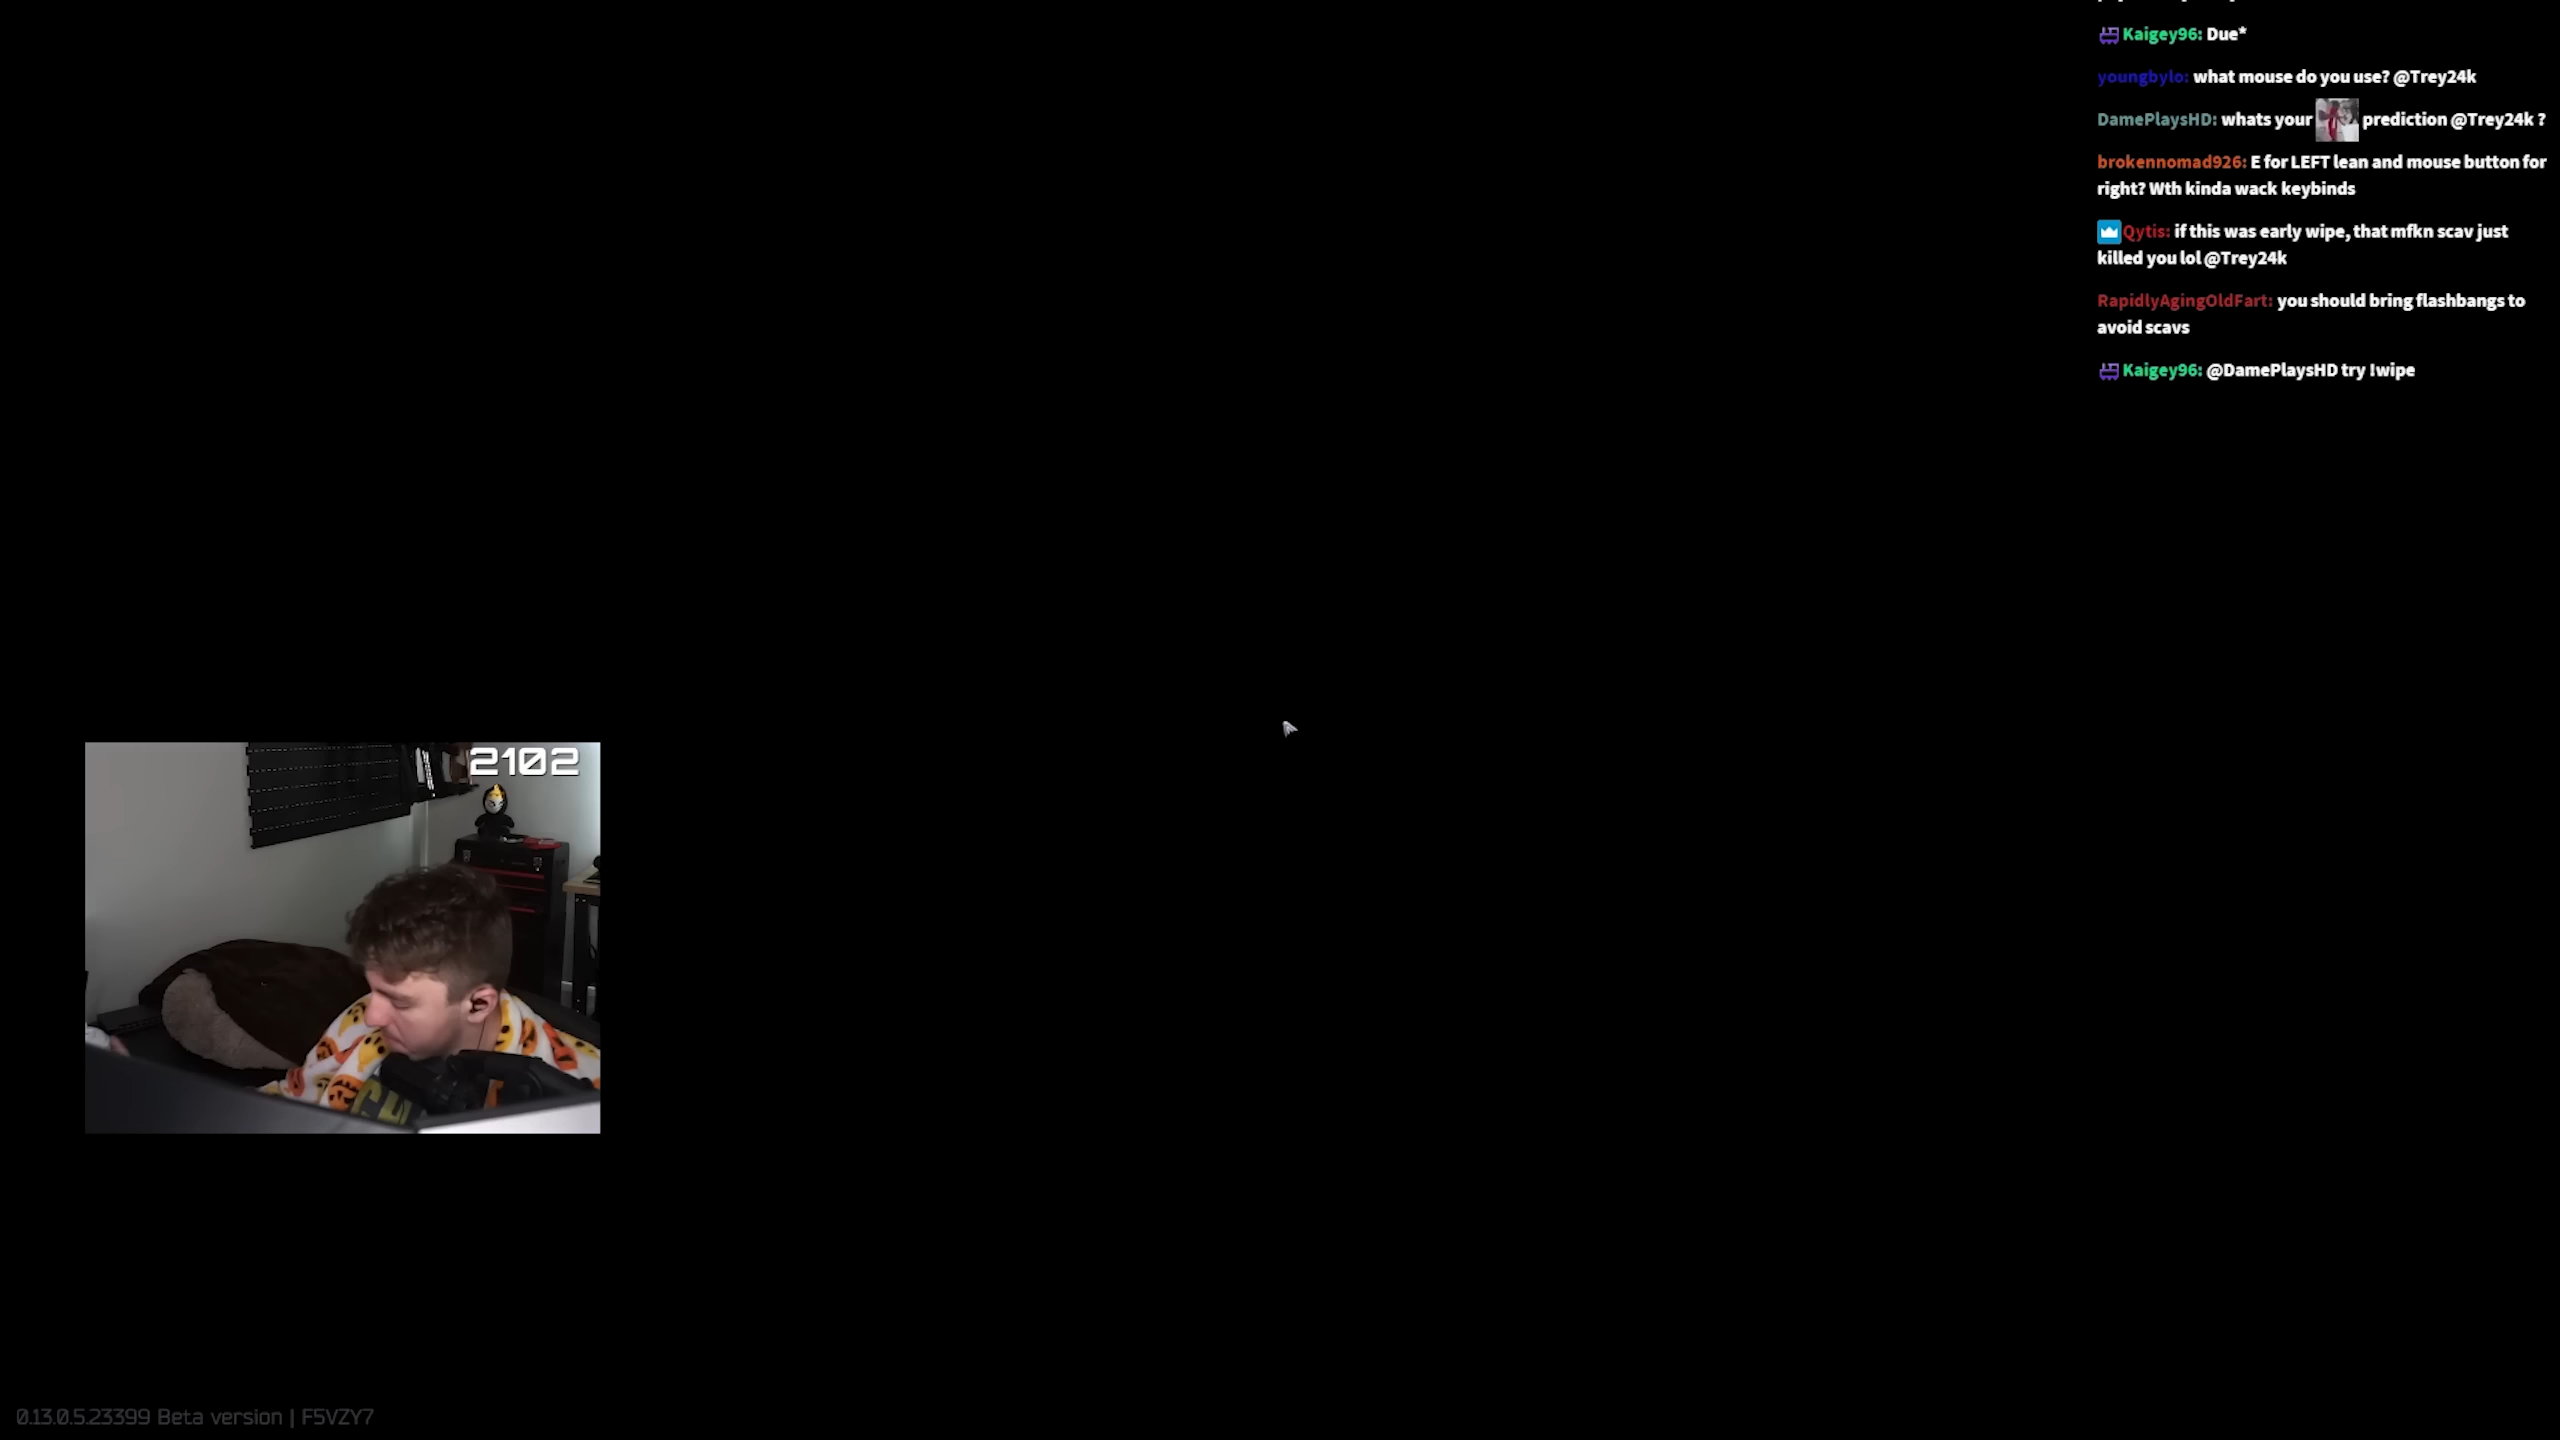 Kaigey96: Due*
youngbylo: what mouse do you use? @Trey24k
DamePlaysHD: whats your prediction @Trey24k ?
brokennomad926: E for LEFT lean and mouse button for
right? Wth kinda wack keybinds
Qytis: if this was early wipe, that mfkn scav just
killed you lol @Trey24k
RapidlyAgingOldFart: you should bring flashbangs to
avoid scavs
Kaigey96: @DamePlaysHD try !wipe
2102
0.13.0.5.23399 Beta version | F5VZY7